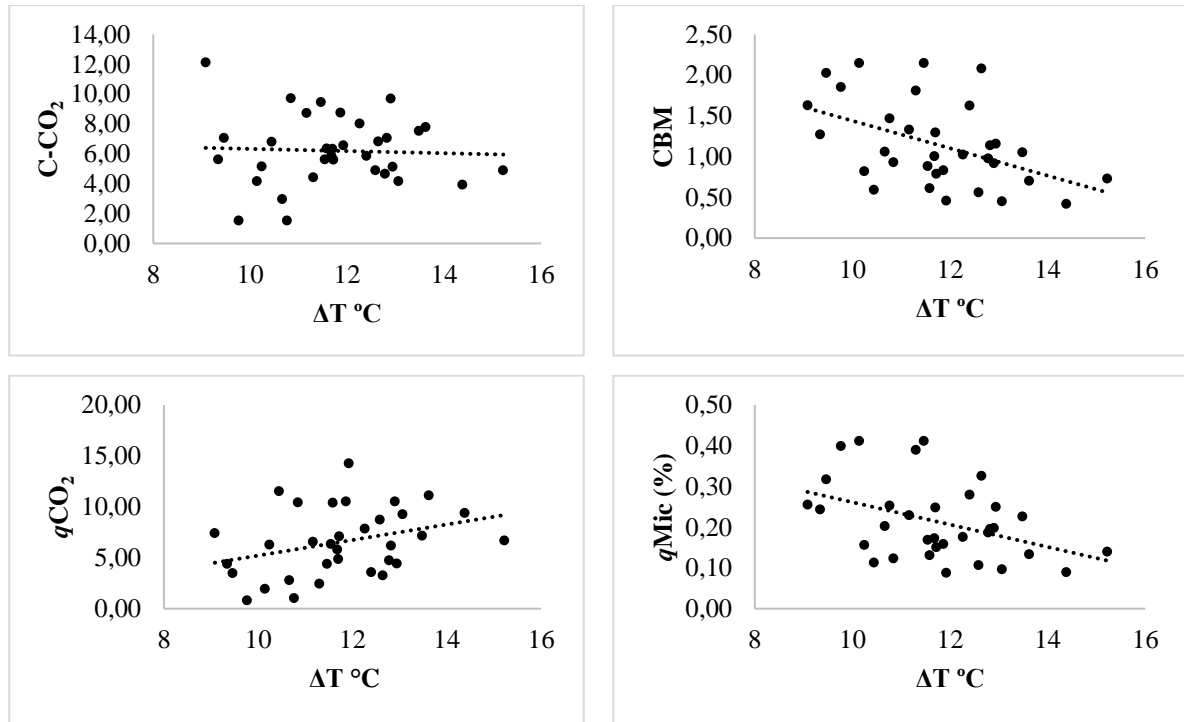 C-CO₂
14,00
12,00
10,00
8,00
6,00
4,00
2,00
0,00
8 10 12 14 16
ΔT ºC
CBM
2,50
2,00
1,50
1,00
0,50
0,00
8 10 12 14 16
ΔT ºC
qCO₂
20,00
15,00
10,00
5,00
0,00
8 10 12 14 16
ΔT °C
qMic (%)
0,50
0,40
0,30
0,20
0,10
0,00
8 10 12 14 16
ΔT ºC